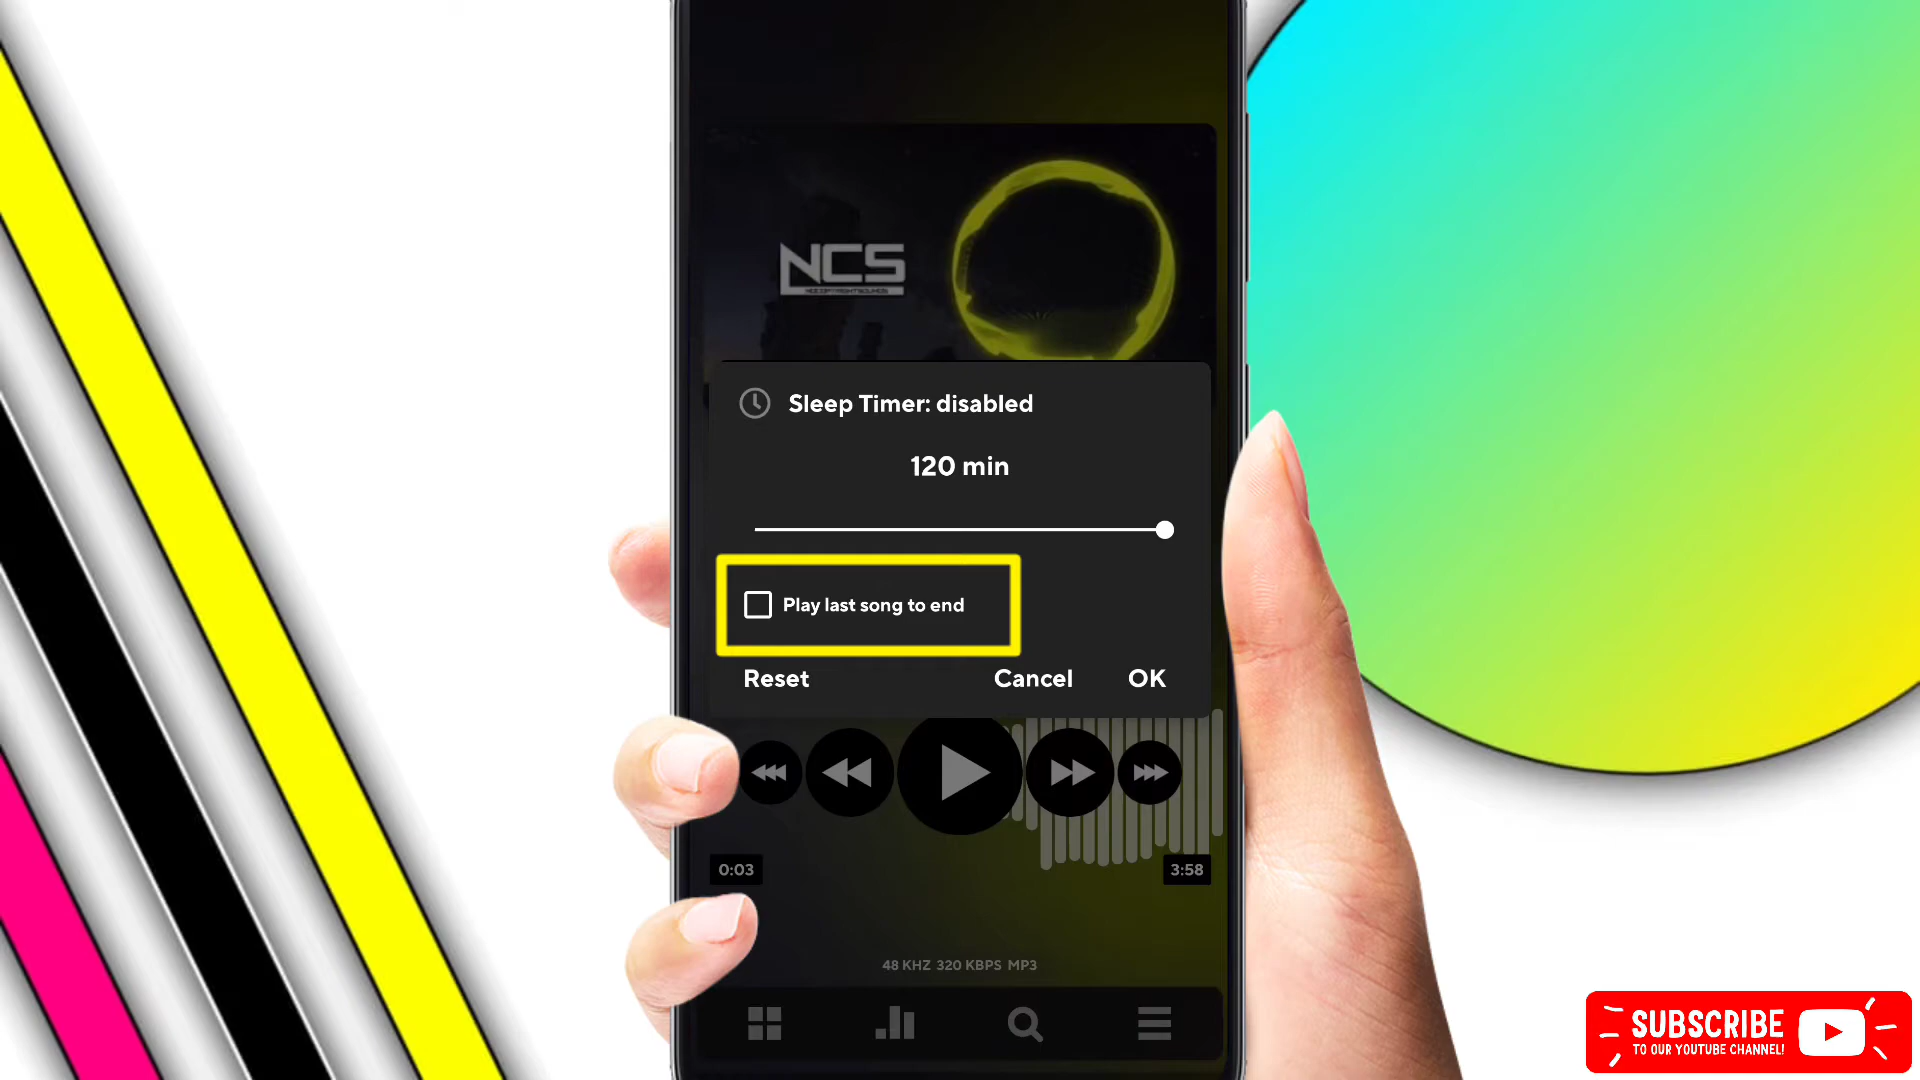 NCS
Sleep Timer: disabled
120 min
Play last song to end
Reset Cancel OK
0:03 3:58
48 KHZ 320 KBPS MP3
SUBSCRIBE
TO OUR YOUTUBE CHANNEL!